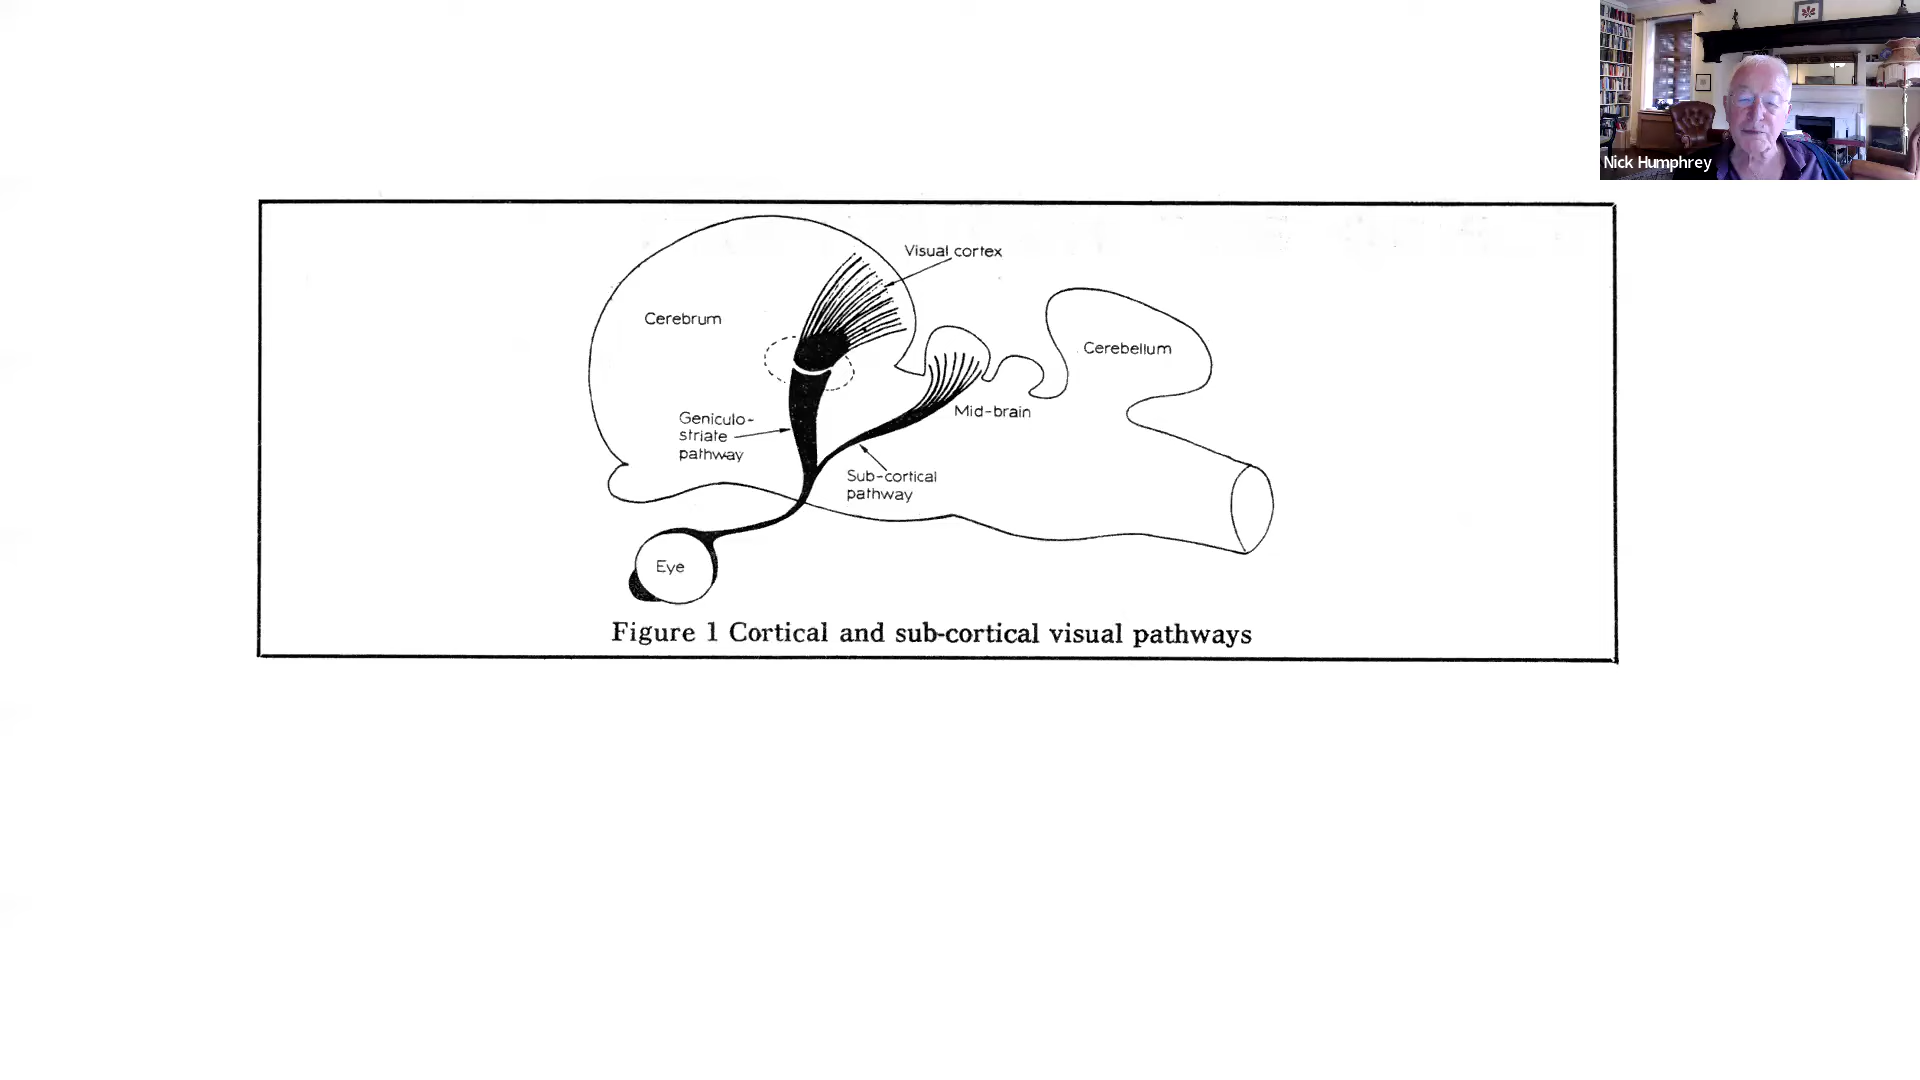 Nick Humphrey
Visual cortex
Cerebrum
Cerebellum
Mid-brain
Geniculo-
striate
pathway
Sub-cortical
pathway
Eye
Figure 1 Cortical and sub-cortical visual pathways